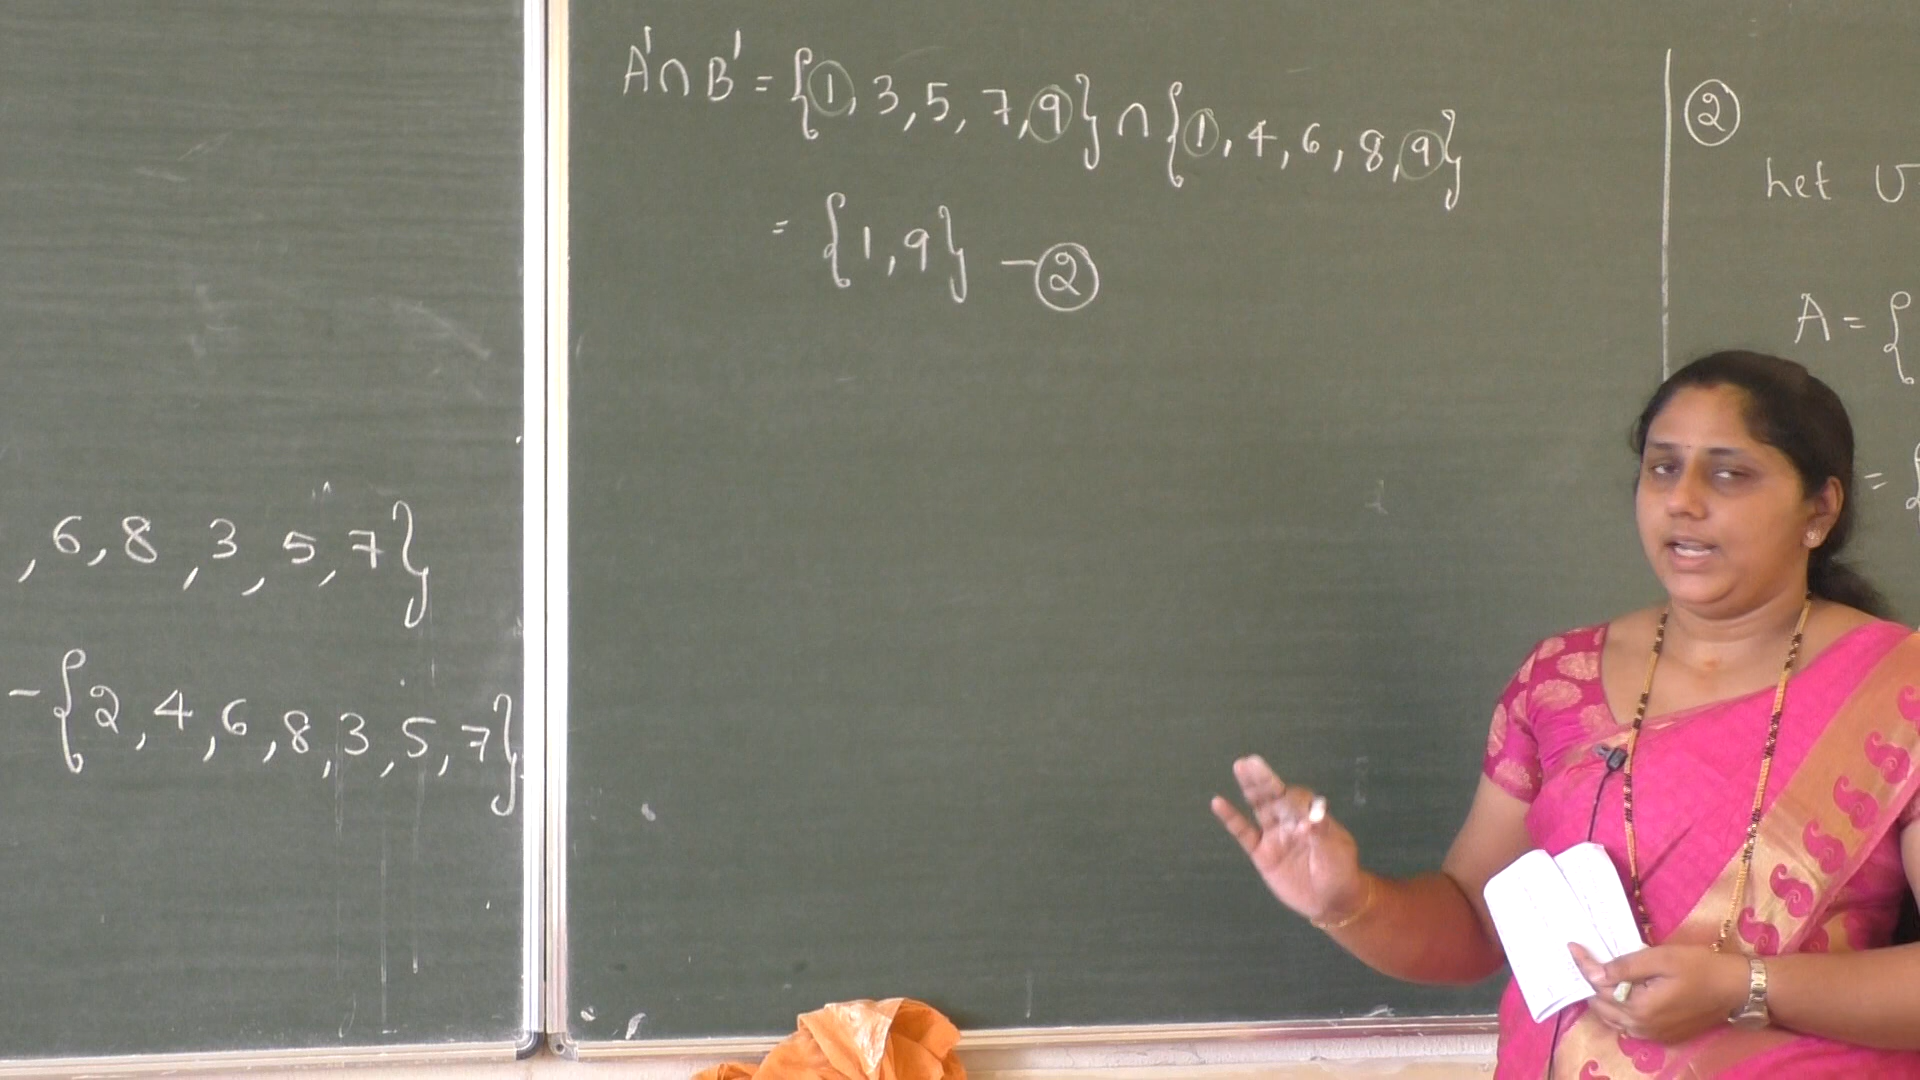 , 6, 8, 3, 5, 7}
- {2, 4, 6, 8, 3, 5, 7}
A' ∩ B' = {1, 3, 5, 7, 9} ∩ {1, 4, 6, 8, 9}
= {1, 9} - ②
②
Let U
A = {
= {